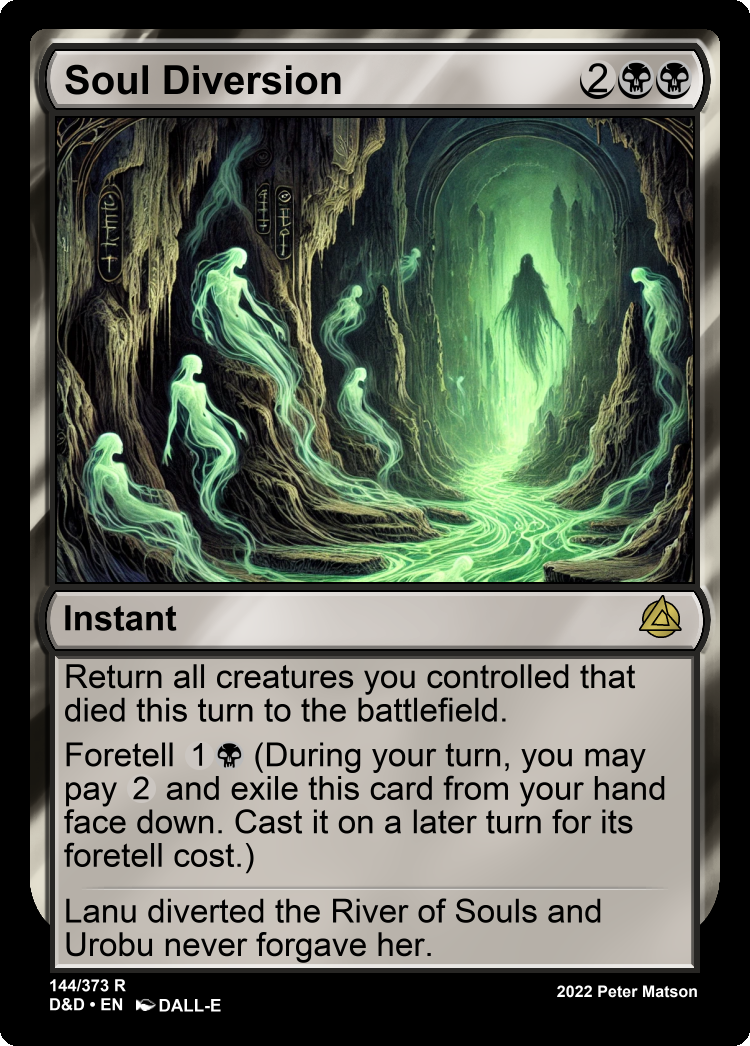 Soul Diversion 2
Instant
Return all creatures you controlled that
died this turn to the battlefield.
Foretell 1 (During your turn, you may
pay 2 and exile this card from your hand
face down. Cast it on a later turn for its
foretell cost.)
Lanu diverted the River of Souls and
Urobu never forgave her.
144/373 R
D&D • EN DALL-E
2022 Peter Matson